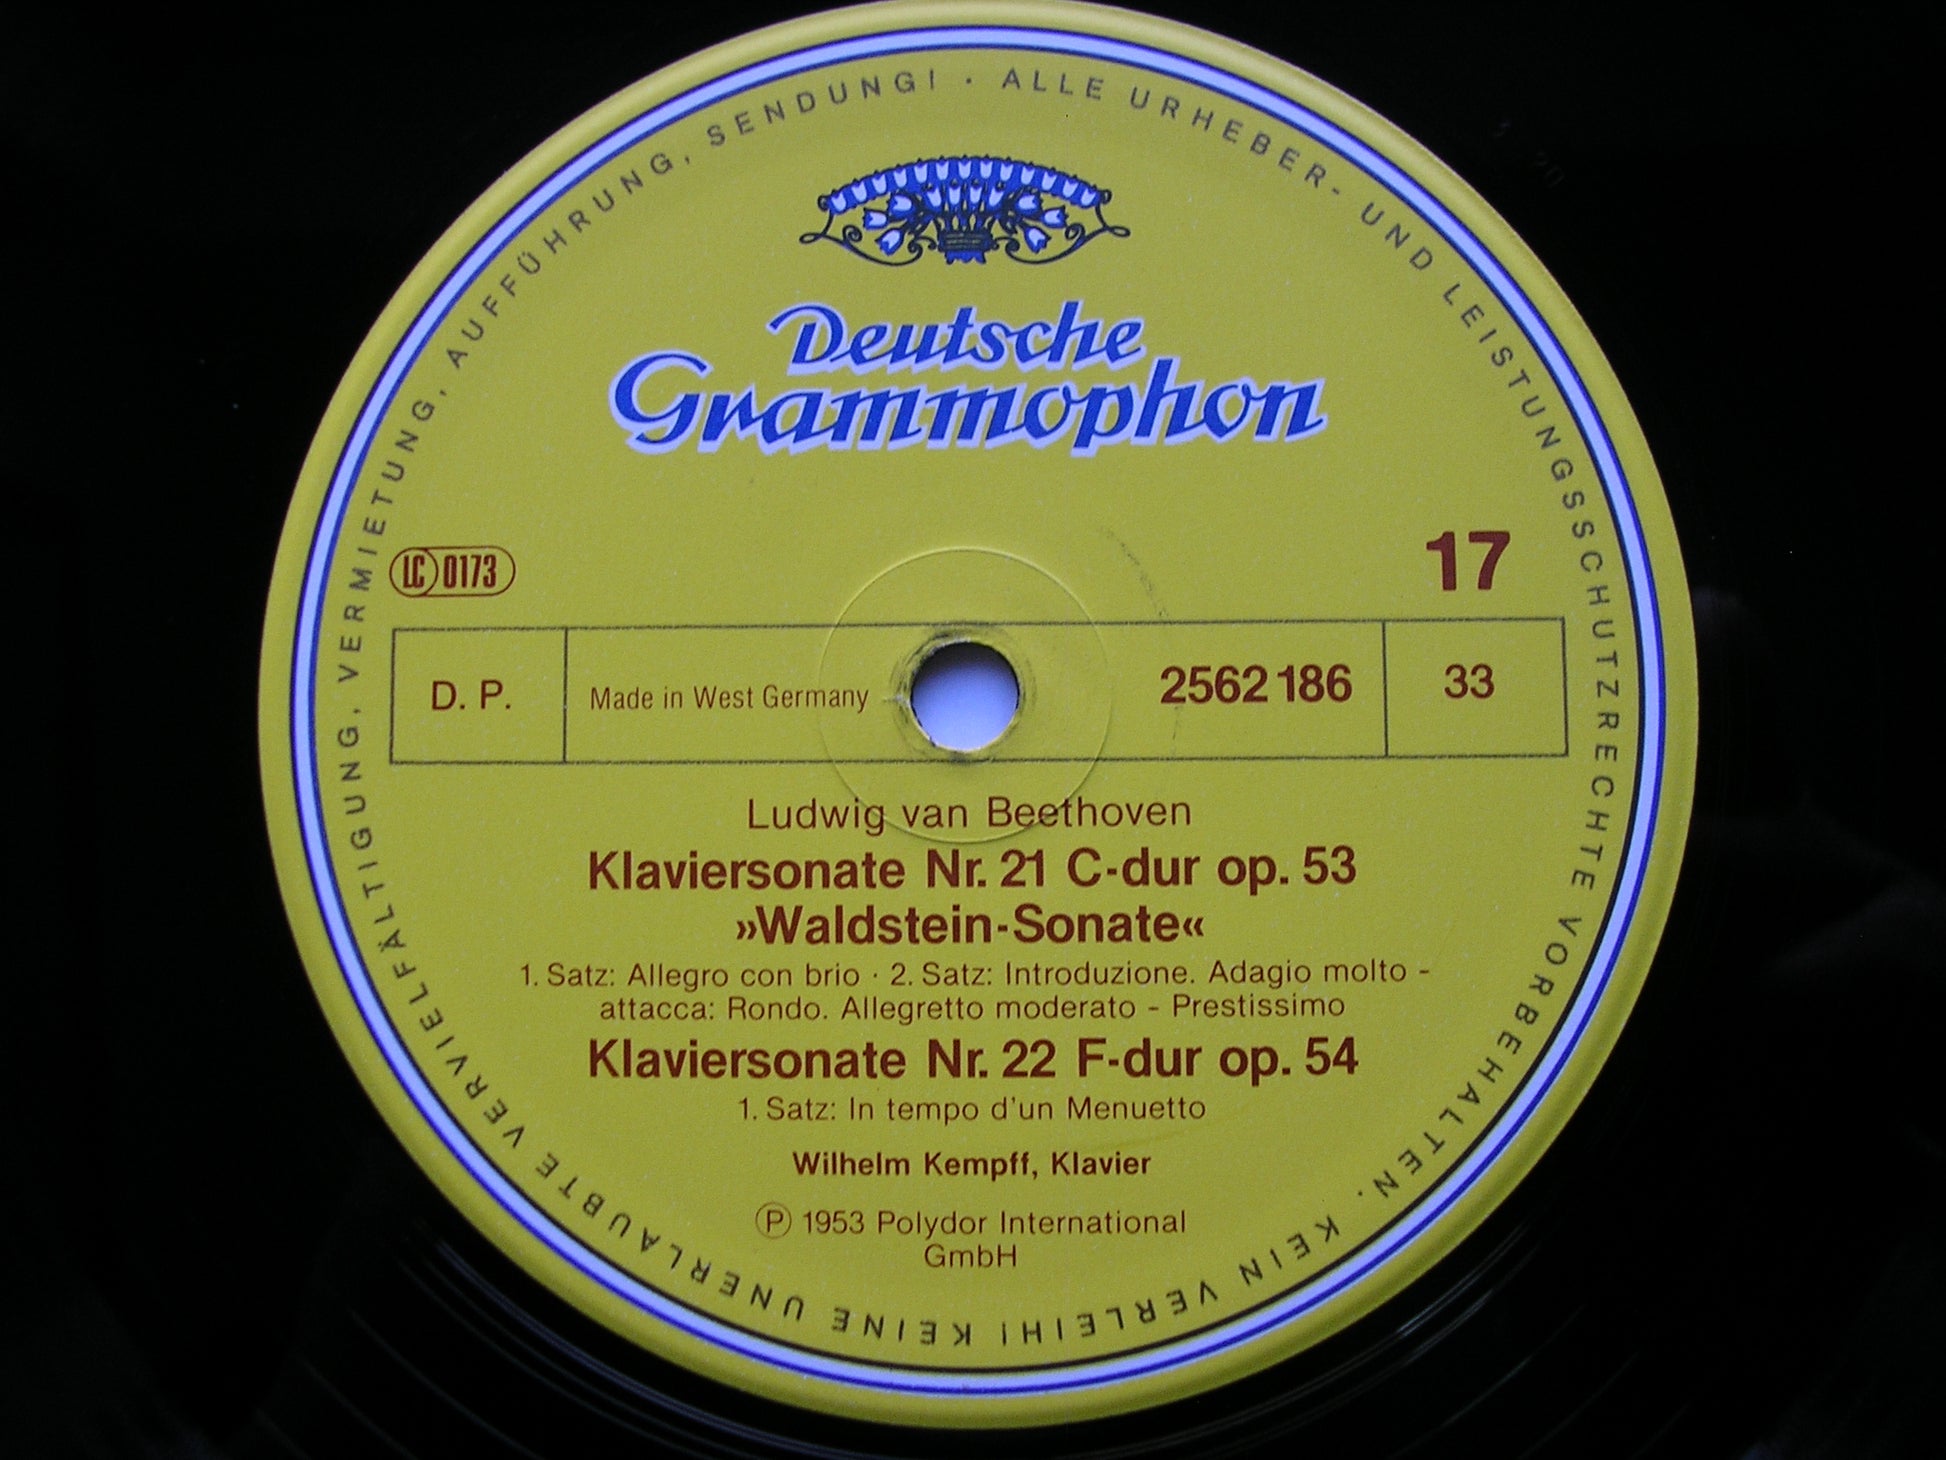 ALLE URHEBER- UND LEISTUNGSSCHUTZRECHTE VORBEHALTEN. KEIN VERLEIH! KEINE UNERLAUBTE VERVIELFÄLTIGUNG, VERMIETUNG, AUFFÜHRUNG, SENDUNG! ·
Deutsche
Grammophon
17
LC 0173
D. P. Made in West Germany 2562 186 33
Ludwig van Beethoven
Klaviersonate Nr. 21 C-dur op. 53
»Waldstein-Sonate«
1. Satz: Allegro con brio · 2. Satz: Introduzione. Adagio molto -
attacca: Rondo. Allegretto moderato - Prestissimo
Klaviersonate Nr. 22 F-dur op. 54
1. Satz: In tempo d'un Menuetto
Wilhelm Kempff, Klavier
Ⓟ 1953 Polydor International
GmbH